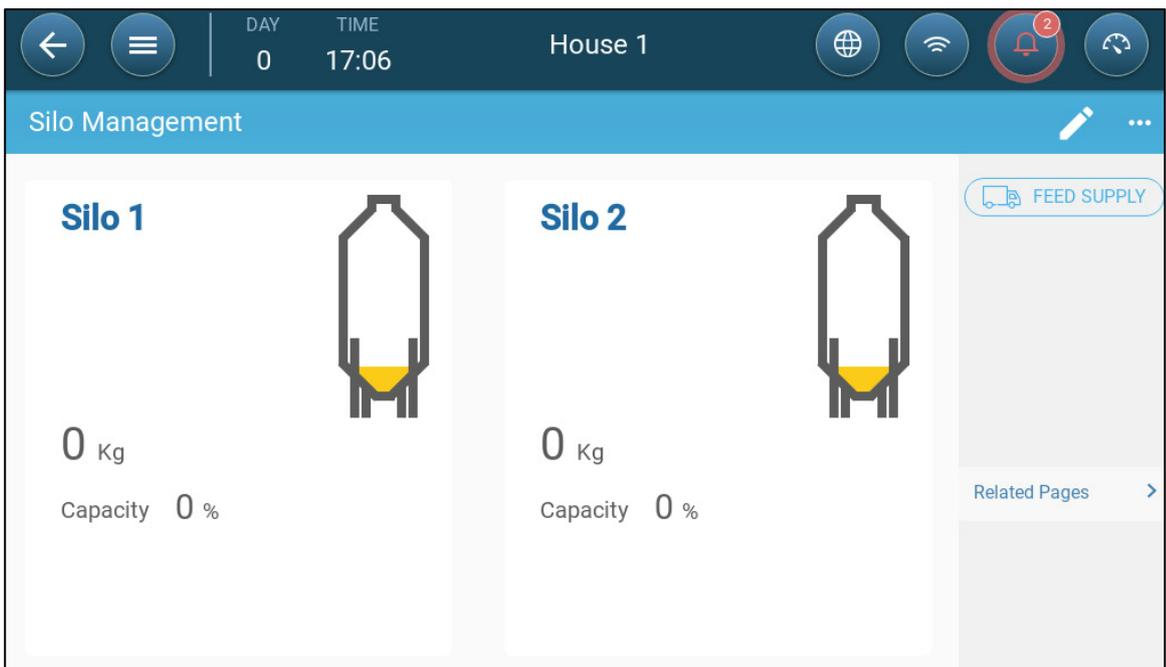 DAY
0
TIME
17:06
House 1
2
Silo Management
Silo 1
0 Kg
Capacity 0 %
Silo 2
0 Kg
Capacity 0 %
FEED SUPPLY
Related Pages